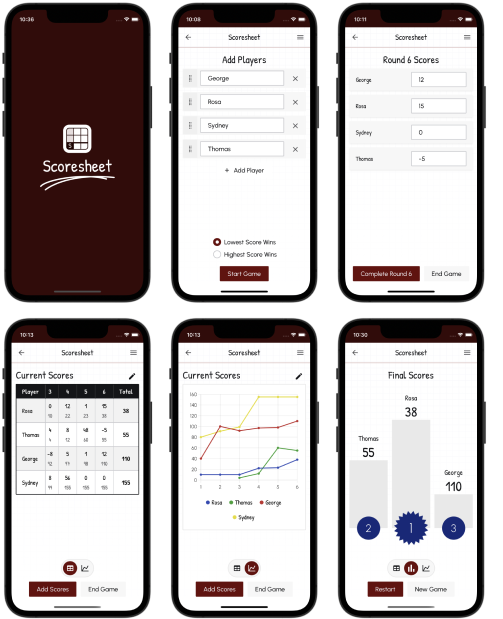 10:36
Scoresheet
10:08
Scoresheet
Add Players
George
Rosa
Sydney
Thomas
+ Add Player
Lowest Score Wins
Highest Score Wins
Start Game
10:11
Scoresheet
Round 6 Scores
George 12
Rosa 15
Sydney 0
Thomas -5
Complete Round 6 End Game
10:13
Scoresheet
Current Scores
Player 3 4 5 6 Total
Rosa 0 12 1 15 38
10 22 23 38
Thomas 4 8 48 -5 55
4 12 60 55
George -8 5 1 12 110
92 97 98 110
Sydney 8 56 0 0 155
99 155 155 155
Add Scores End Game
10:13
Scoresheet
Current Scores
160
140
120
100
80
60
40
20
0
1 2 3 4 5 6
Rosa Thomas George
Sydney
Add Scores End Game
10:30
Scoresheet
Final Scores
Rosa
38
Thomas
55
George
110
2 1 3
Restart New Game